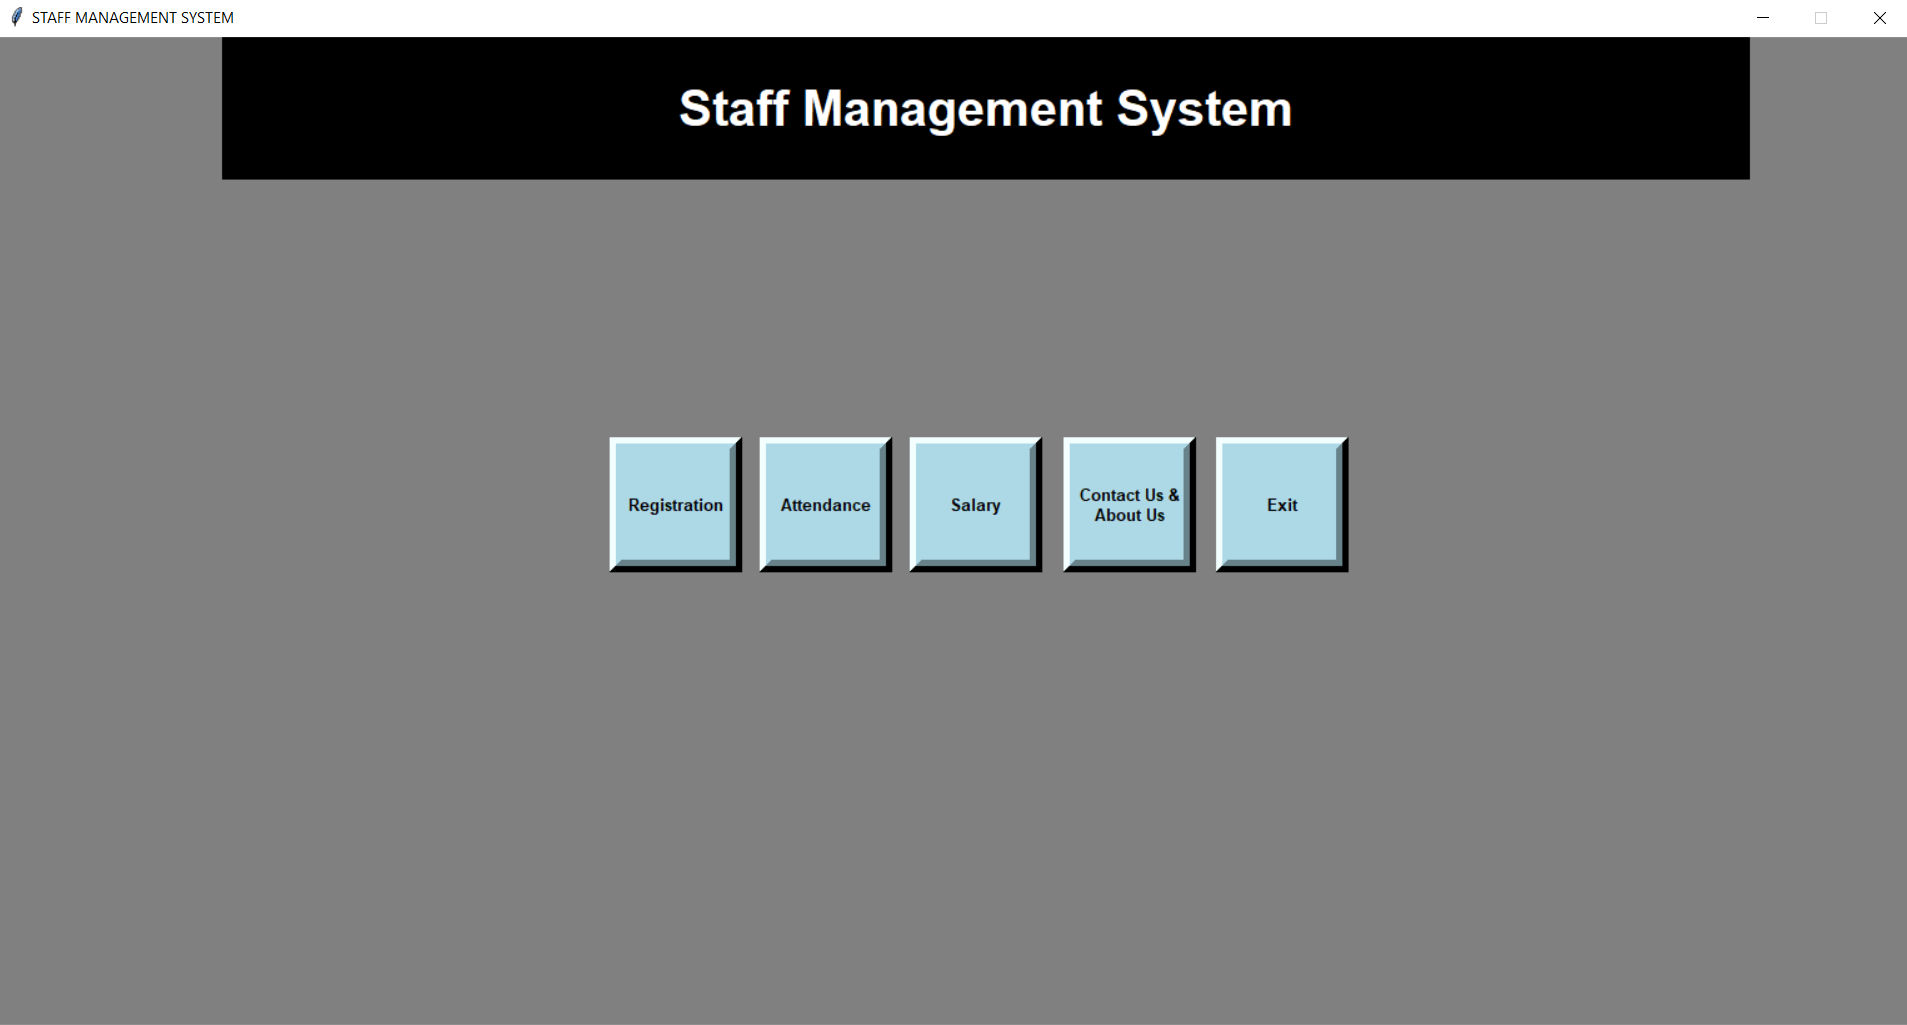 STAFF MANAGEMENT SYSTEM
Staff Management System
Registration
Attendance
Salary
Contact Us &
About Us
Exit